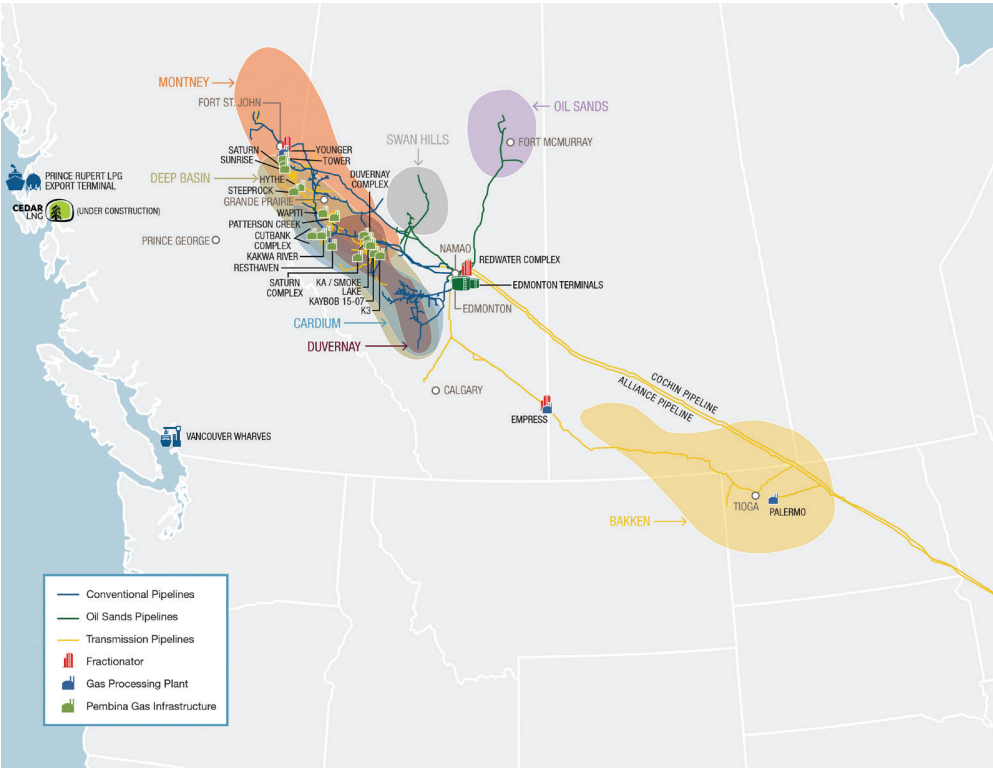 MONTNEY
FORT ST. JOHN
OIL SANDS
FORT MCMURRAY
SWAN HILLS
SATURN
SUNRISE
YOUNGER
TOWER
DUVERNAY
COMPLEX
DEEP BASIN
HYTHE
STEEPROCK
GRANDE PRAIRIE
WAPITI
PATTERSON CREEK
CUTBANK
COMPLEX
KAKWA RIVER
RESTHAVEN
SATURN
COMPLEX
KA / SMOKE
LAKE
KAYBOB 15-07
K3
PRINCE RUPERT LPG
EXPORT TERMINAL
CEDAR
LNG
(UNDER CONSTRUCTION)
PRINCE GEORGE
NAMAO
REDWATER COMPLEX
EDMONTON TERMINALS
EDMONTON
CARDIUM
DUVERNAY
CALGARY
EMPRESS
COCHIN PIPELINE
ALLIANCE PIPELINE
VANCOUVER WHARVES
TIOGA
PALERMO
BAKKEN
Conventional Pipelines
Oil Sands Pipelines
Transmission Pipelines
Fractionator
Gas Processing Plant
Pembina Gas Infrastructure